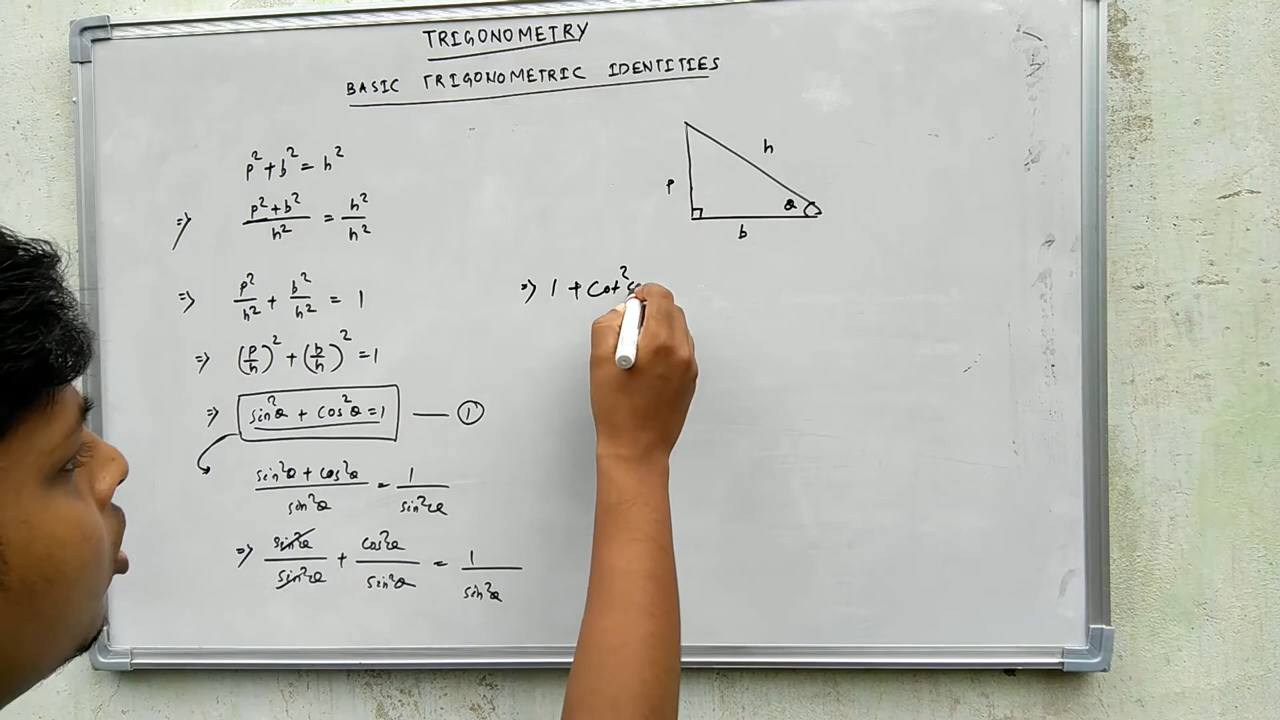 TRIGONOMETRY
BASIC TRIGONOMETRIC IDENTITIES
p² + b² = h²
⇒ (p² + b²)/h² = h²/h²
⇒ p²/h² + b²/h² = 1
⇒ (p/h)² + (b/h)² = 1
⇒ sin²θ + cos²θ = 1 — ①
(sin²θ + cos²θ)/sin²θ = 1/sin²θ
⇒ sin²θ/sin²θ + cos²θ/sin²θ = 1/sin²θ
h
p
θ
b
⇒ 1 + cot²